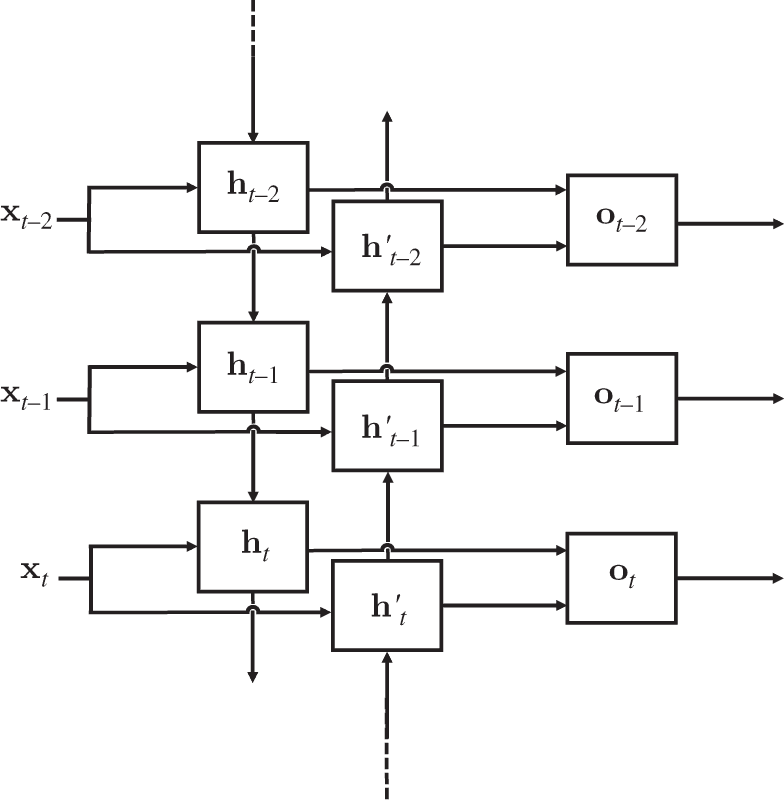 h_{t–2}
x_{t–2}
o_{t–2}
h'_{t–2}
h_{t–1}
x_{t–1}
o_{t–1}
h'_{t–1}
h_t
x_t
o_t
h'_t